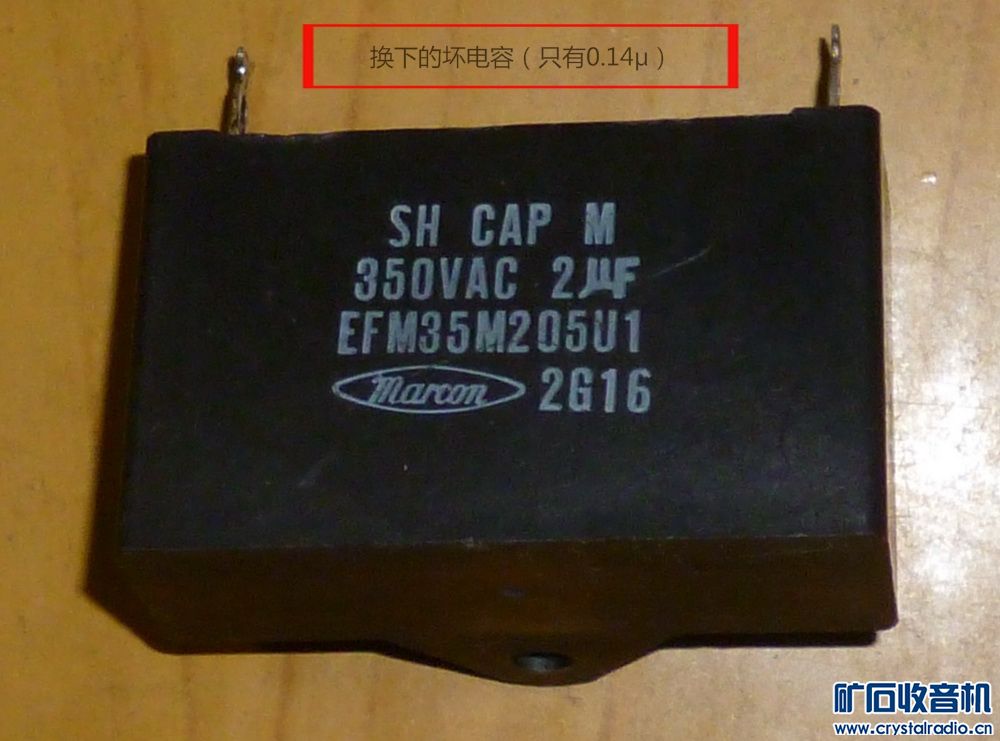 换下的坏电容（只有0.14μ）
SH CAP M
350VAC 2μF
EFM35M205U1
Marcon 2G16
矿石收音机
www.crystalradio.cn